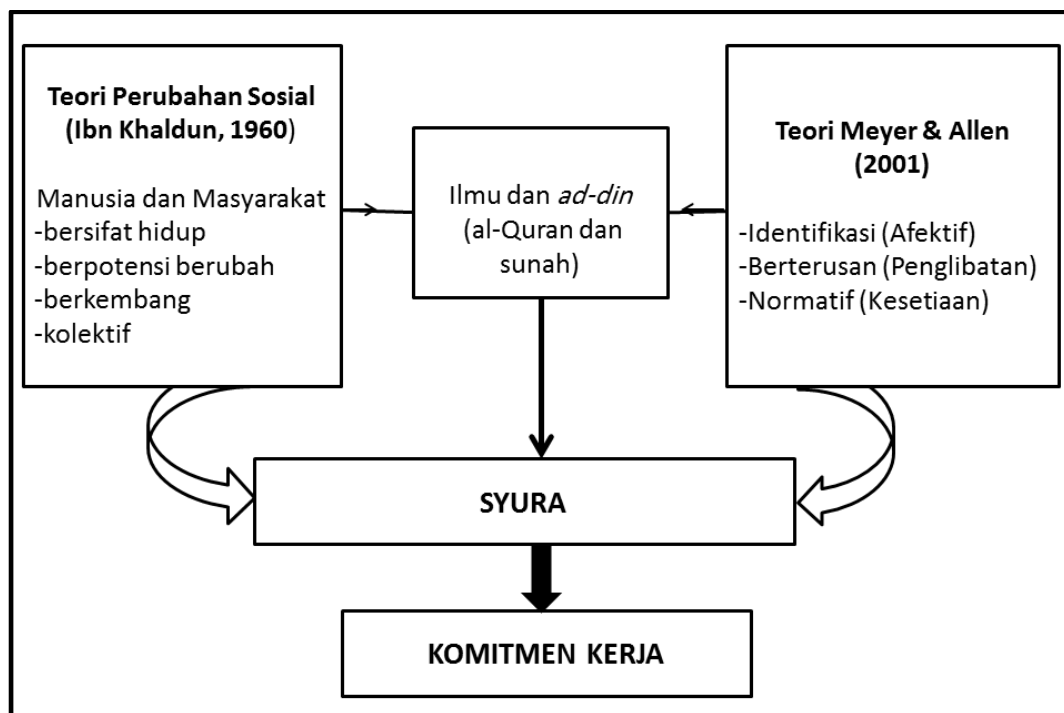 Teori Perubahan Sosial
(Ibn Khaldun, 1960)
Manusia dan Masyarakat
-bersifat hidup
-berpotensi berubah
-berkembang
-kolektif
Ilmu dan ad-din
(al-Quran dan
sunah)
Teori Meyer & Allen
(2001)
-Identifikasi (Afektif)
-Berterusan (Penglibatan)
-Normatif (Kesetiaan)
SYURA
KOMITMEN KERJA